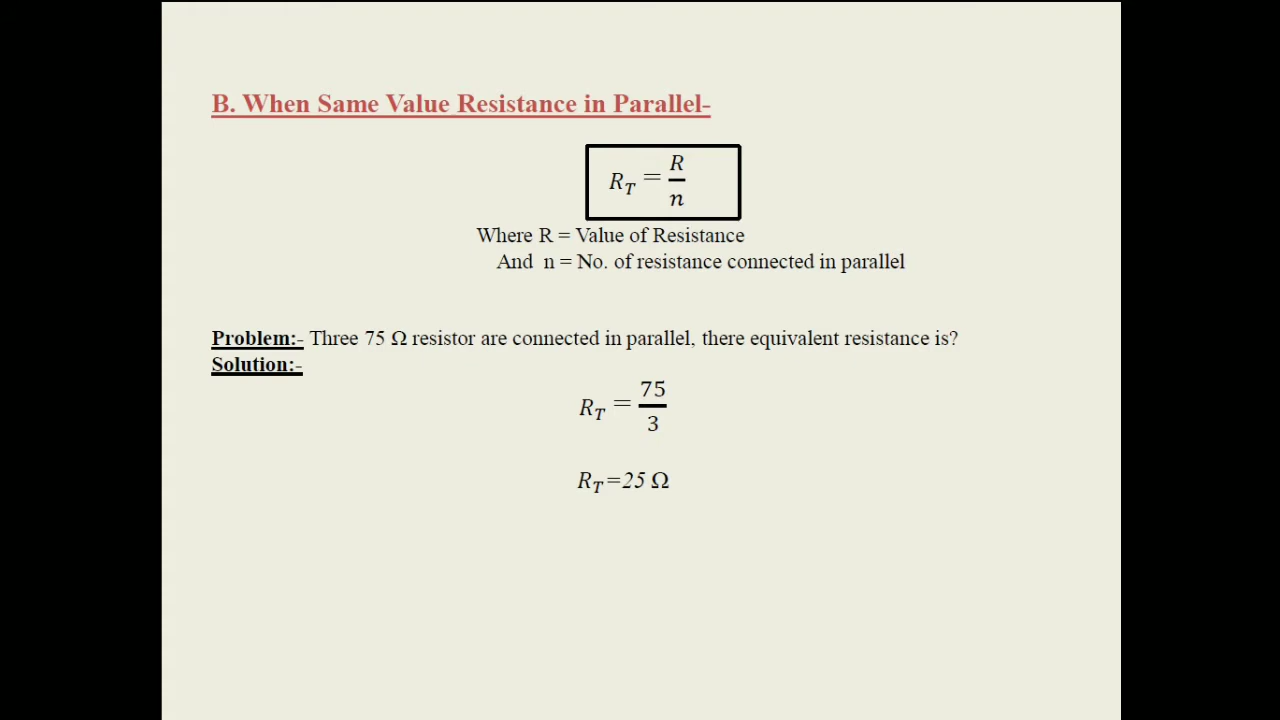 B. When Same Value Resistance in Parallel-
R_T = R/n
Where R = Value of Resistance
And n = No. of resistance connected in parallel
Problem:- Three 75 Ω resistor are connected in parallel, there equivalent resistance is?
Solution:-
R_T = 75/3
R_T=25 Ω